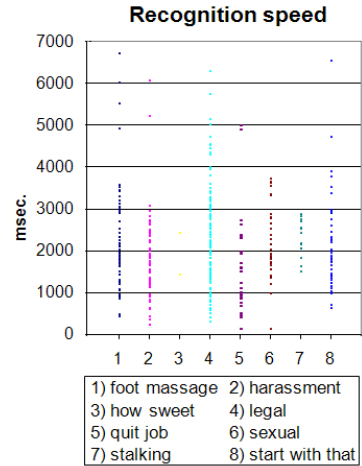 Recognition speed
7000
6000
5000
4000
3000
2000
1000
0
msec.
1 2 3 4 5 6 7 8
1) foot massage 2) harassment
3) how sweet 4) legal
5) quit job 6) sexual
7) stalking 8) start with that